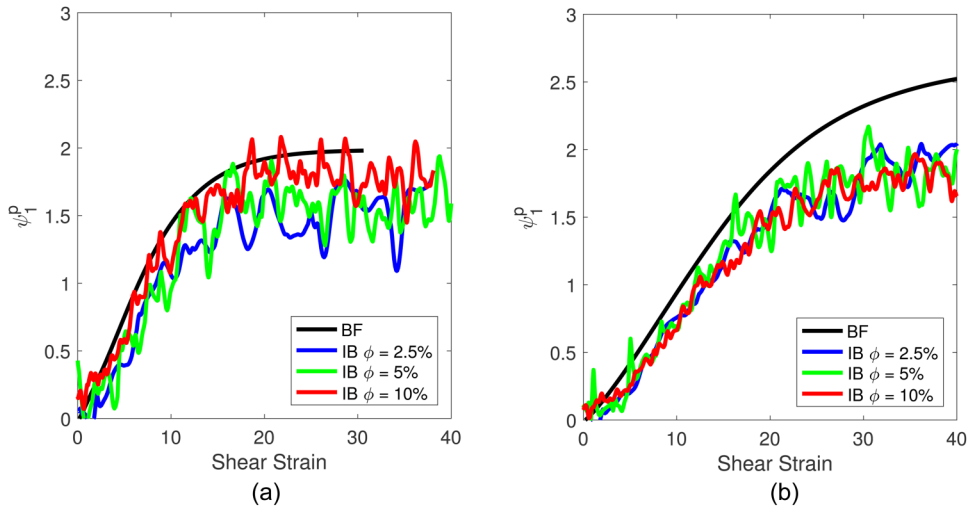 3
2.5
2
1.5
1
0.5
0
ψ₁ᵖ
0
10
20
30
40
Shear Strain
BF
IB ϕ = 2.5%
IB ϕ = 5%
IB ϕ = 10%
(a)
3
2.5
2
1.5
1
0.5
0
ψ₁ᵖ
0
10
20
30
40
Shear Strain
BF
IB ϕ = 2.5%
IB ϕ = 5%
IB ϕ = 10%
(b)